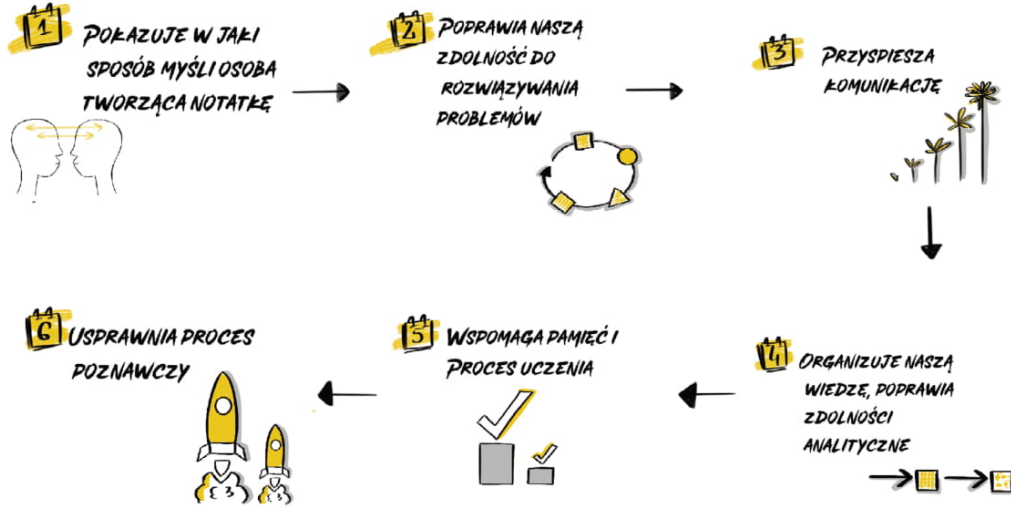 1
POKAZUJE W JAKI
SPOSÓB MYŚLI OSOBA
TWORZĄCA NOTATKĘ
2
POPRAWIA NASZĄ
ZDOLNOŚĆ DO
ROZWIĄZYWANIA
PROBLEMÓW
3
PRZYSPIESZA
KOMUNIKACJĘ
4
ORGANIZUJE NASZĄ
WIEDZĘ, POPRAWIA
ZDOLNOŚCI
ANALITYCZNE
5
WSPOMAGA PAMIĘĆ I
PROCES UCZENIA
6
USPRAWNIA PROCES
POZNAWCZY